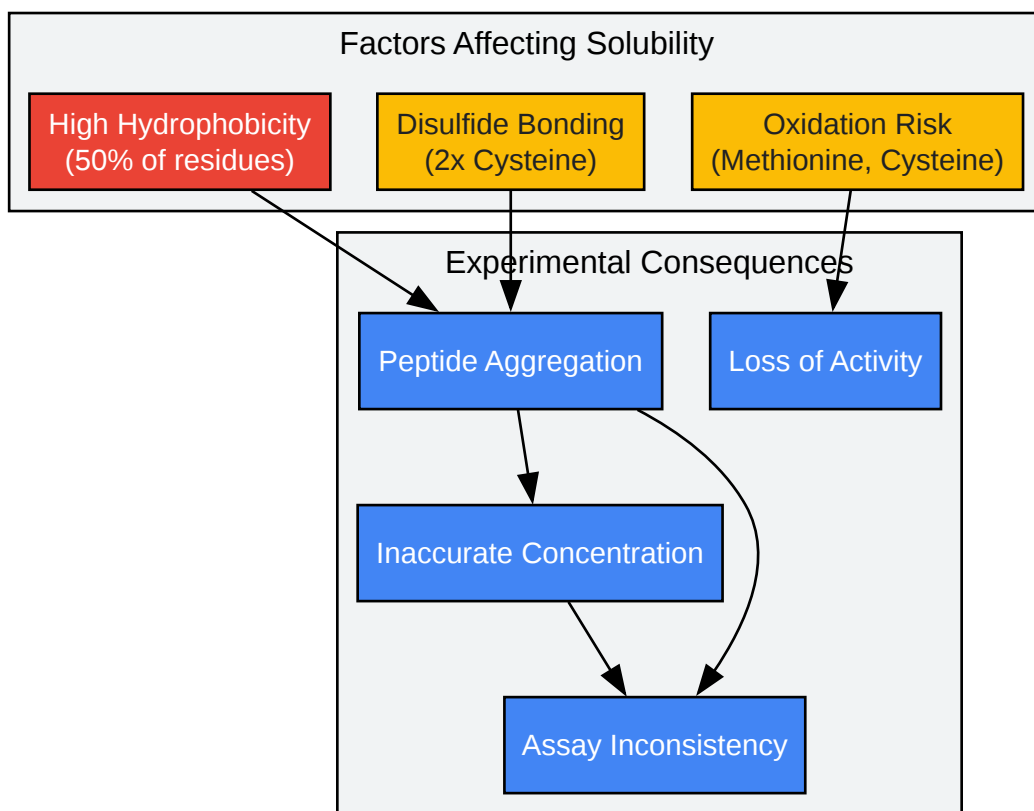 Factors Affecting Solubility
High Hydrophobicity
(50% of residues)
Disulfide Bonding
(2x Cysteine)
Oxidation Risk
(Methionine, Cysteine)
Experimental Consequences
Peptide Aggregation
Loss of Activity
Inaccurate Concentration
Assay Inconsistency